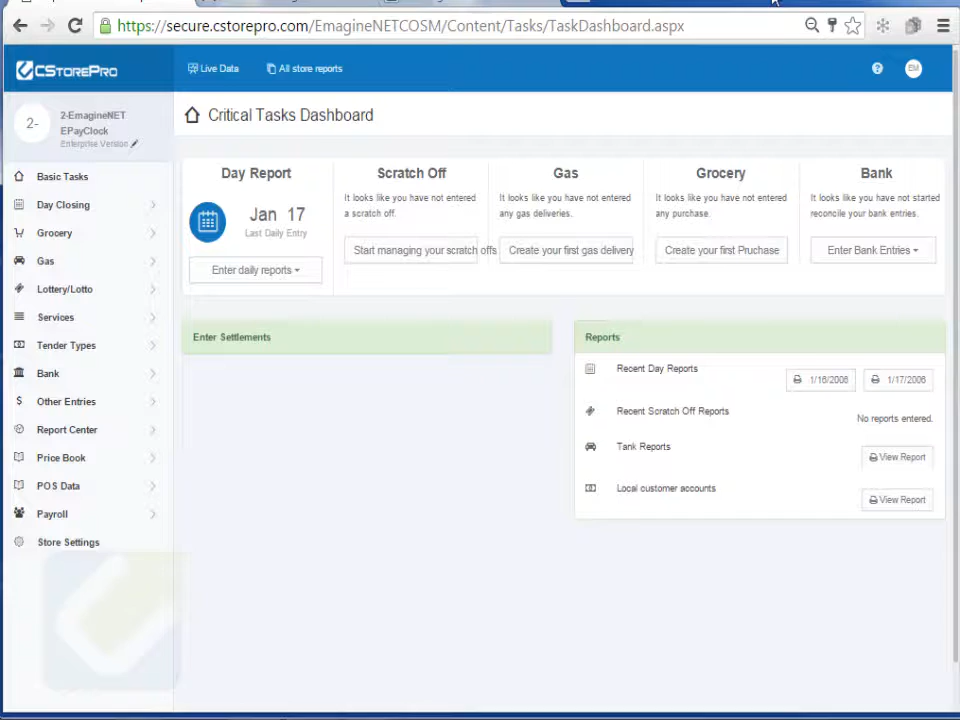 https://secure.cstorepro.com/EmagineNETCOSM/Content/Tasks/TaskDashboard.aspx
CSTOREPRO
Live Data
All store reports
?
EM
2-
2-EmagineNET
EPayClock
Enterprise Version
Critical Tasks Dashboard
Basic Tasks
Day Closing
Grocery
Gas
Lottery/Lotto
Services
Tender Types
Bank
Other Entries
Report Center
Price Book
POS Data
Payroll
Store Settings
Day Report
Jan 17
Last Daily Entry
Enter daily reports
Scratch Off
It looks like you have not entered
a scratch off.
Start managing your scratch offs
Gas
It looks like you have not entered
any gas deliveries.
Create your first gas delivery
Grocery
It looks like you have not entered
any purchase.
Create your first Pruchase
Bank
It looks like you have not started
reconcile your bank entries.
Enter Bank Entries
Enter Settlements
Reports
Recent Day Reports
1/16/2006
1/17/2006
Recent Scratch Off Reports
No reports entered.
Tank Reports
View Report
Local customer accounts
View Report